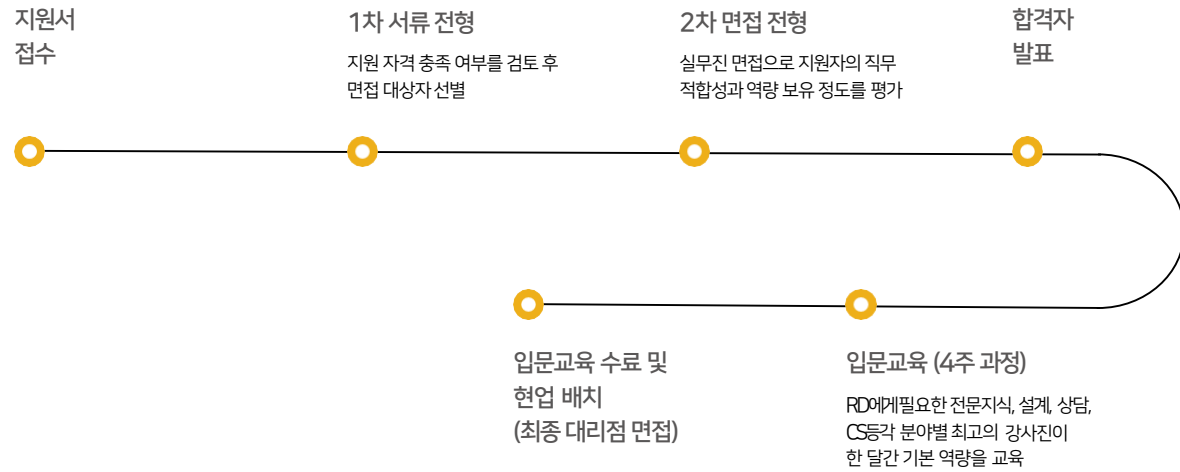 지원서
접수
1차 서류 전형
지원 자격 충족 여부를 검토 후
면접 대상자 선별
2차 면접 전형
실무진 면접으로 지원자의 직무
적합성과 역량 보유 정도를 평가
합격자
발표
입문교육 수료 및
현업 배치
(최종 대리점 면접)
입문교육 (4주 과정)
RD에게필요한 전문지식, 설계, 상담,
CS등각 분야별 최고의 강사진이
한 달간 기본 역량을 교육